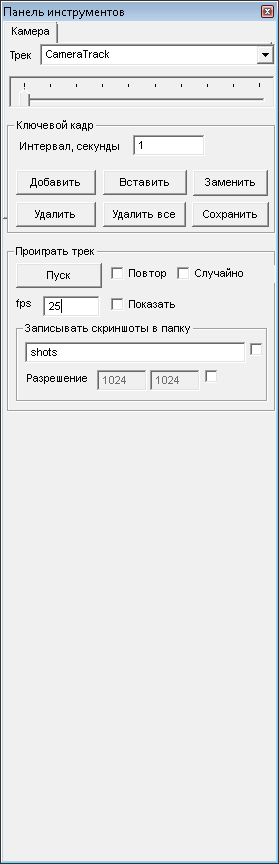 Панель инструментов
Камера
Трек CameraTrack
Ключевой кадр
Интервал, секунды 1
Добавить Вставить Заменить
Удалить Удалить все Сохранить
Проиграть трек
Пуск Повтор Случайно
fps 25 Показать
Записывать скриншоты в папку
shots
Разрешение 1024 1024